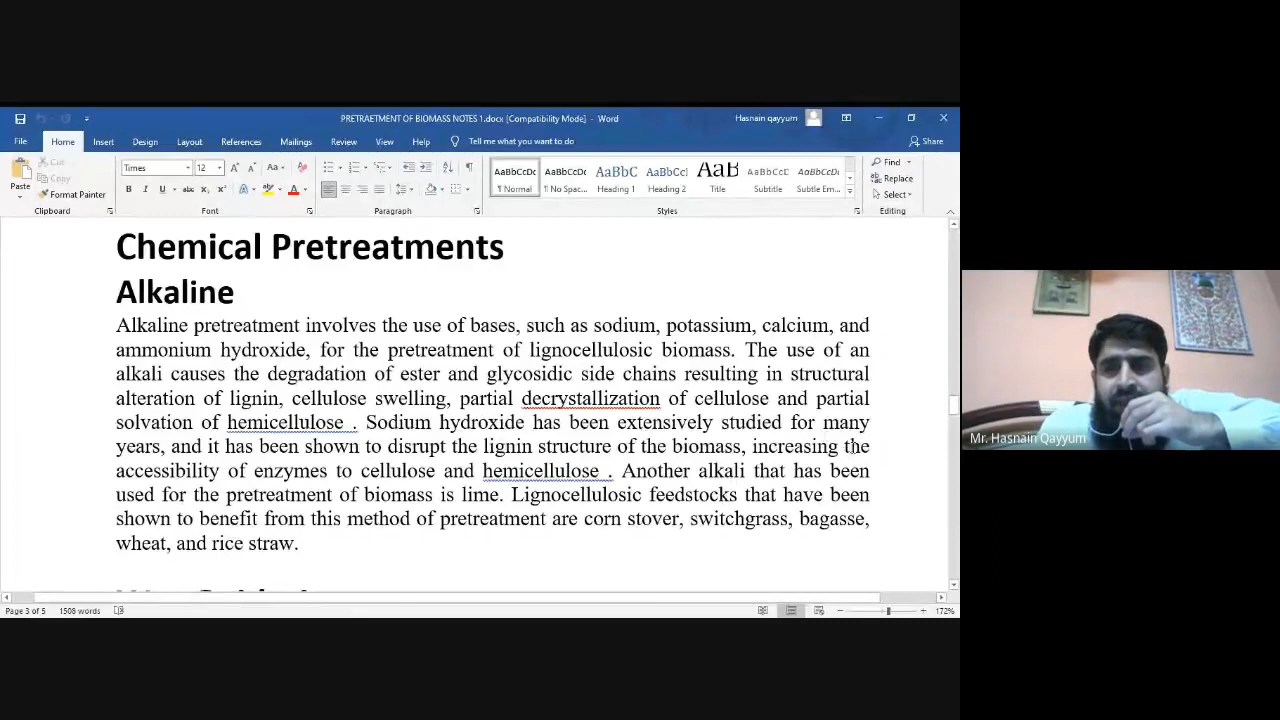 PRETRAETMENT OF BIOMASS NOTES 1.docx [Compatibility Mode] - Word
Hasnain qayyum
File Home Insert Design Layout References Mailings Review View Help Tell me what you want to do Share
Paste
Cut
Copy
Format Painter
Clipboard
Times 12
Font
Paragraph
AaBbCcDc AaBbCcDc AaBbC AaBbCcI AaB AaBbCcD AaBbCcDc
¶ Normal ¶ No Spac... Heading 1 Heading 2 Title Subtitle Subtle Em...
Styles
Find
Replace
Select
Editing
Chemical Pretreatments
Alkaline
Alkaline pretreatment involves the use of bases, such as sodium, potassium, calcium, and
ammonium hydroxide, for the pretreatment of lignocellulosic biomass. The use of an
alkali causes the degradation of ester and glycosidic side chains resulting in structural
alteration of lignin, cellulose swelling, partial decrystallization of cellulose and partial
solvation of hemicellulose . Sodium hydroxide has been extensively studied for many
years, and it has been shown to disrupt the lignin structure of the biomass, increasing the
accessibility of enzymes to cellulose and hemicellulose . Another alkali that has been
used for the pretreatment of biomass is lime. Lignocellulosic feedstocks that have been
shown to benefit from this method of pretreatment are corn stover, switchgrass, bagasse,
wheat, and rice straw.
Page 3 of 5 1508 words 172%
Mr. Hasnain Qayyum